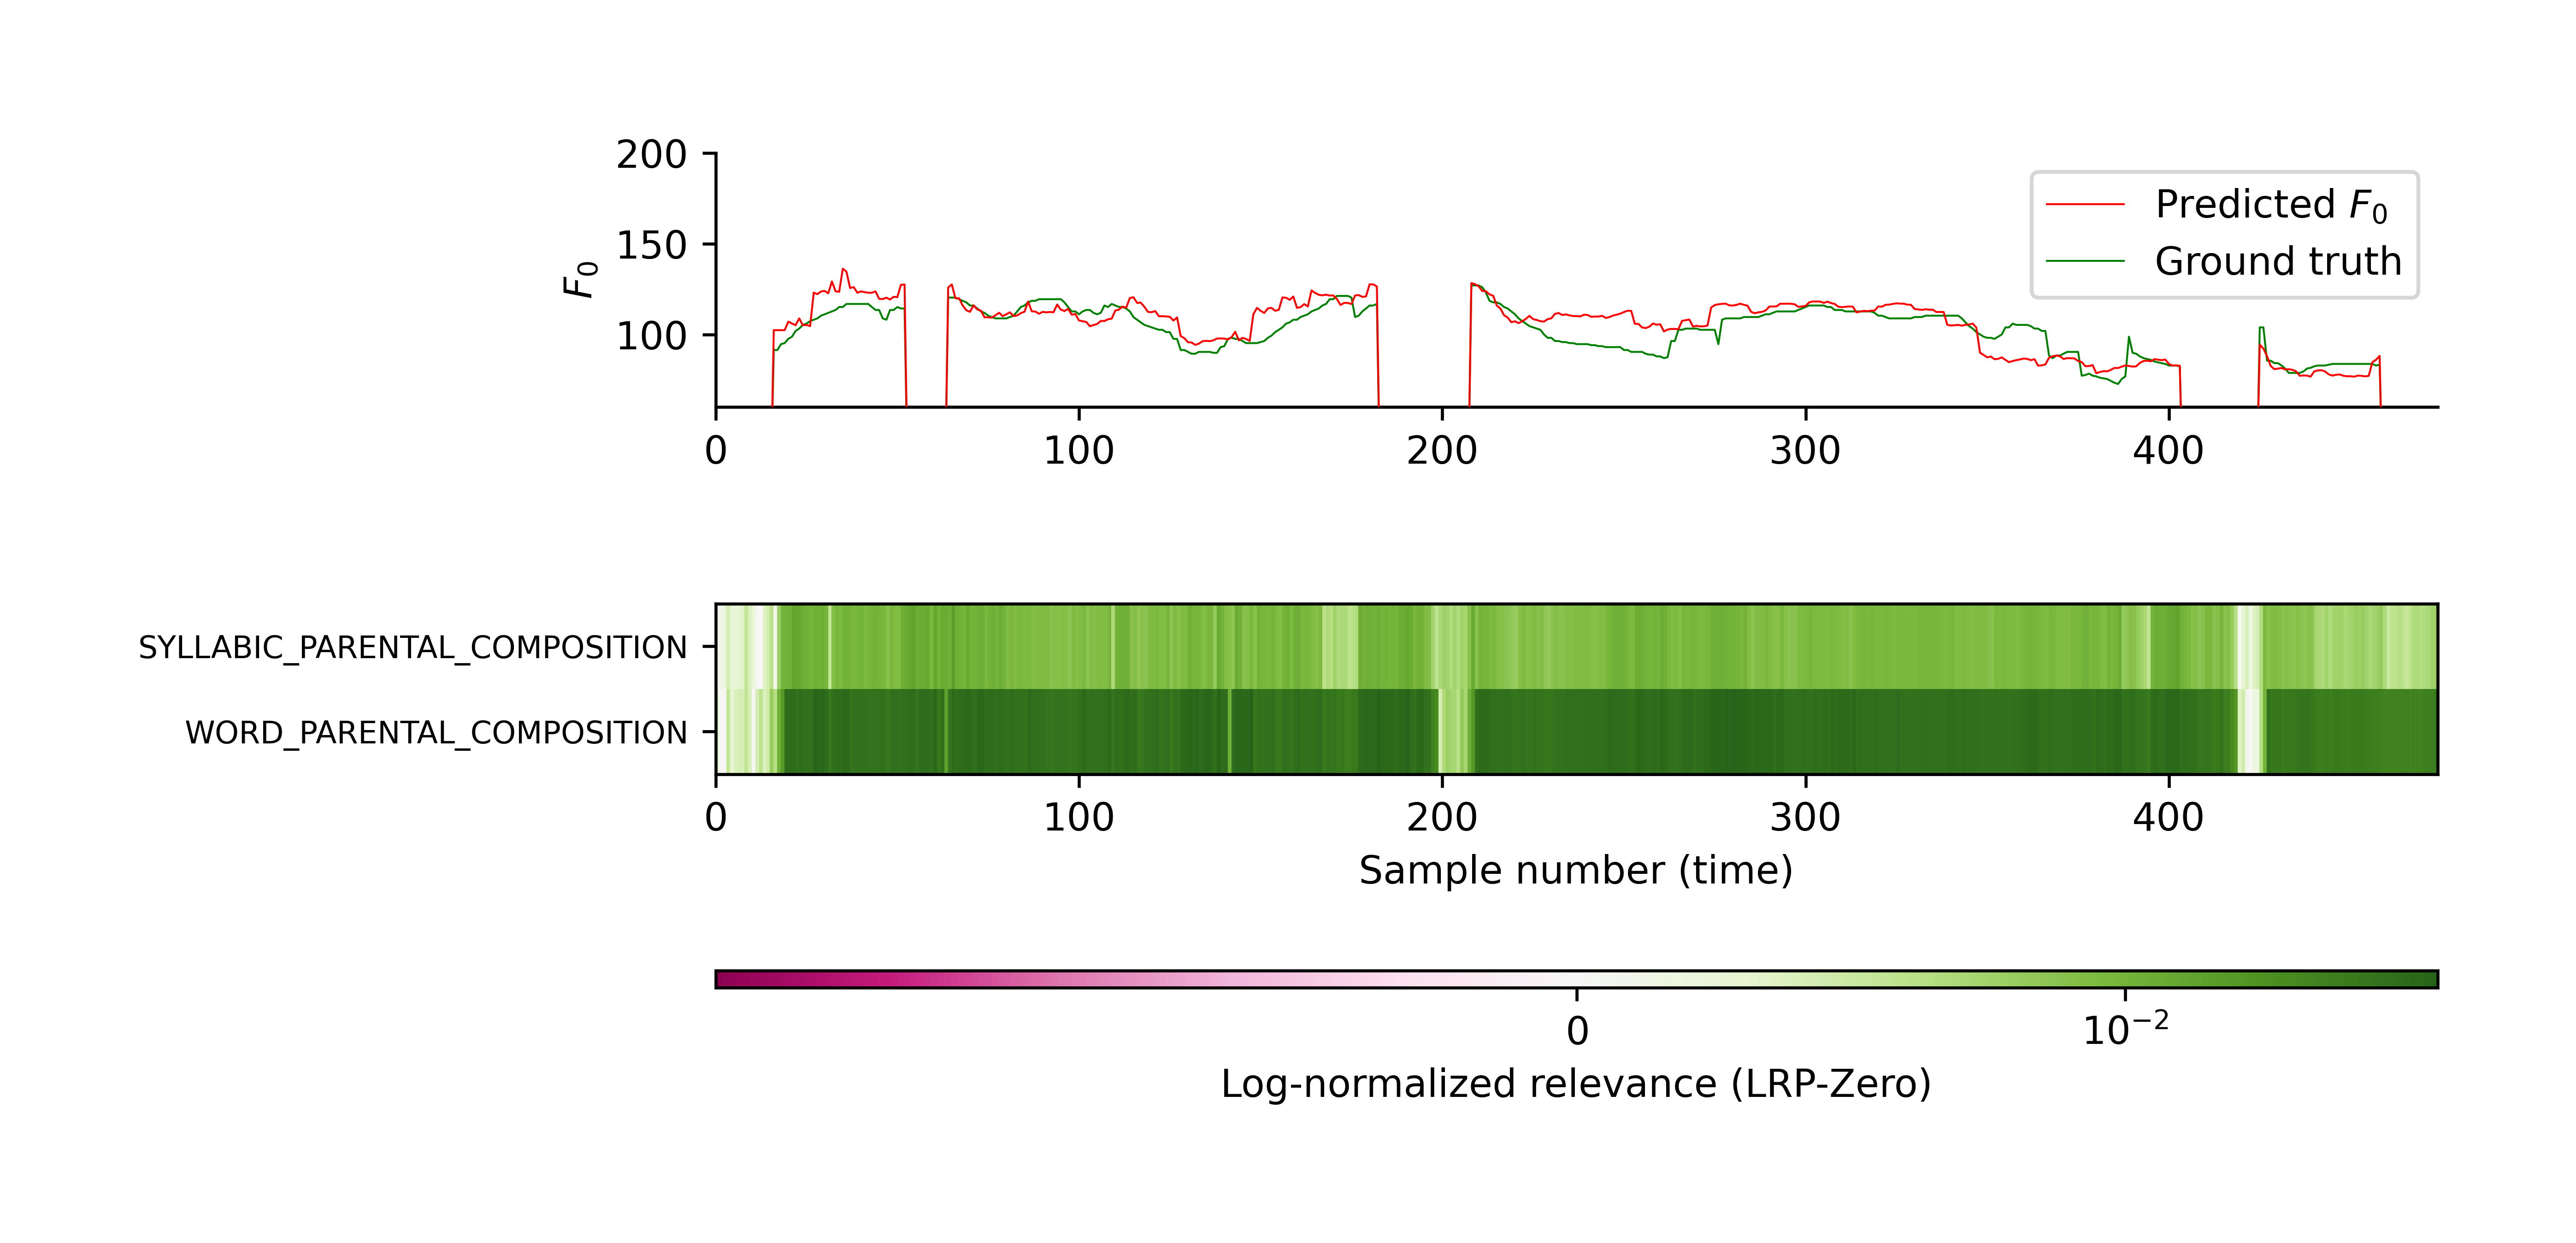 200
150
100
F₀
Predicted F₀
Ground truth
0 100 200 300 400
SYLLABIC_PARENTAL_COMPOSITION
WORD_PARENTAL_COMPOSITION
0 100 200 300 400
Sample number (time)
0 10⁻²
Log-normalized relevance (LRP-Zero)